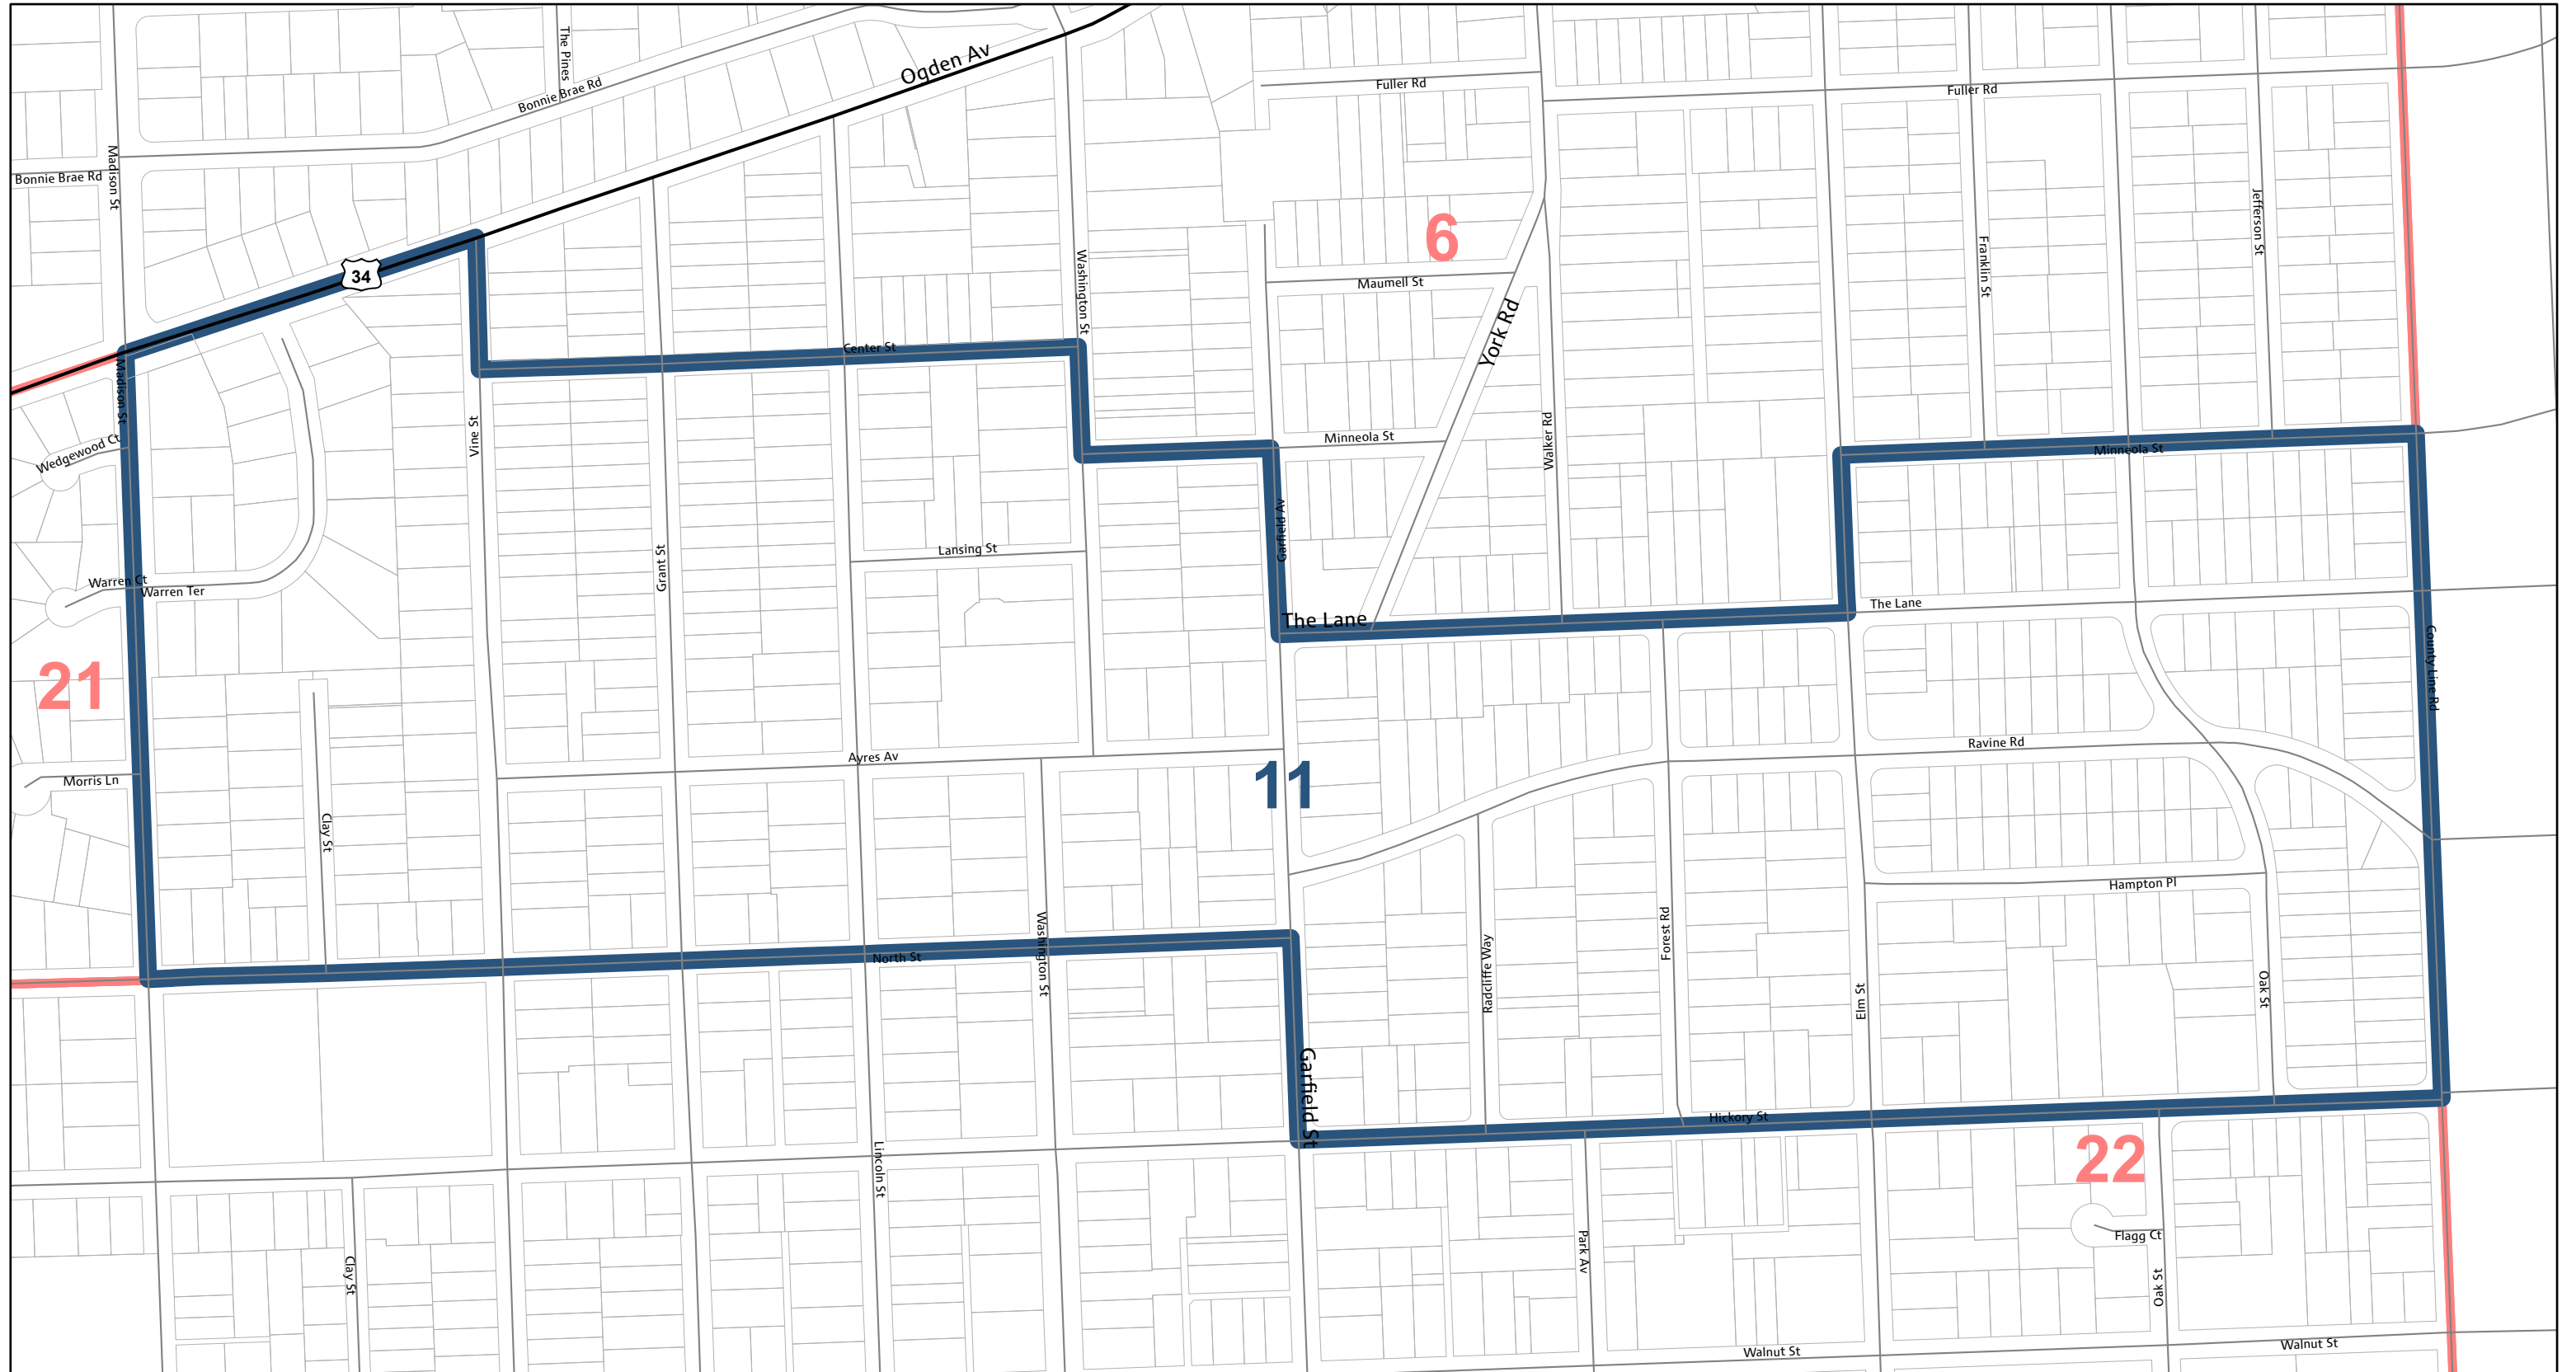 The Pines
Ogden Av
Fuller Rd
Fuller Rd
Bonnie Brae Rd
Madison St
Bonnie Brae Rd
6
Jefferson St
Franklin St
Washington St
34
Maumell St
York Rd
Center St
Madison St
Vine St
Minneola St
Walker Rd
Minneola St
Wedgewood Ct
Garfield Av
Lansing St
Grant St
Warren Ct
Warren Ter
The Lane
The Lane
County Line Rd
21
Ravine Rd
Ayres Av
11
Morris Ln
Clay St
Hampton Pl
Washington St
Forest Rd
Radcliffe Way
North St
Elm St
Oak St
Garfield St
Hickory St
22
Lincoln St
Flagg Ct
Clay St
Park Av
Oak St
Walnut St
Walnut St